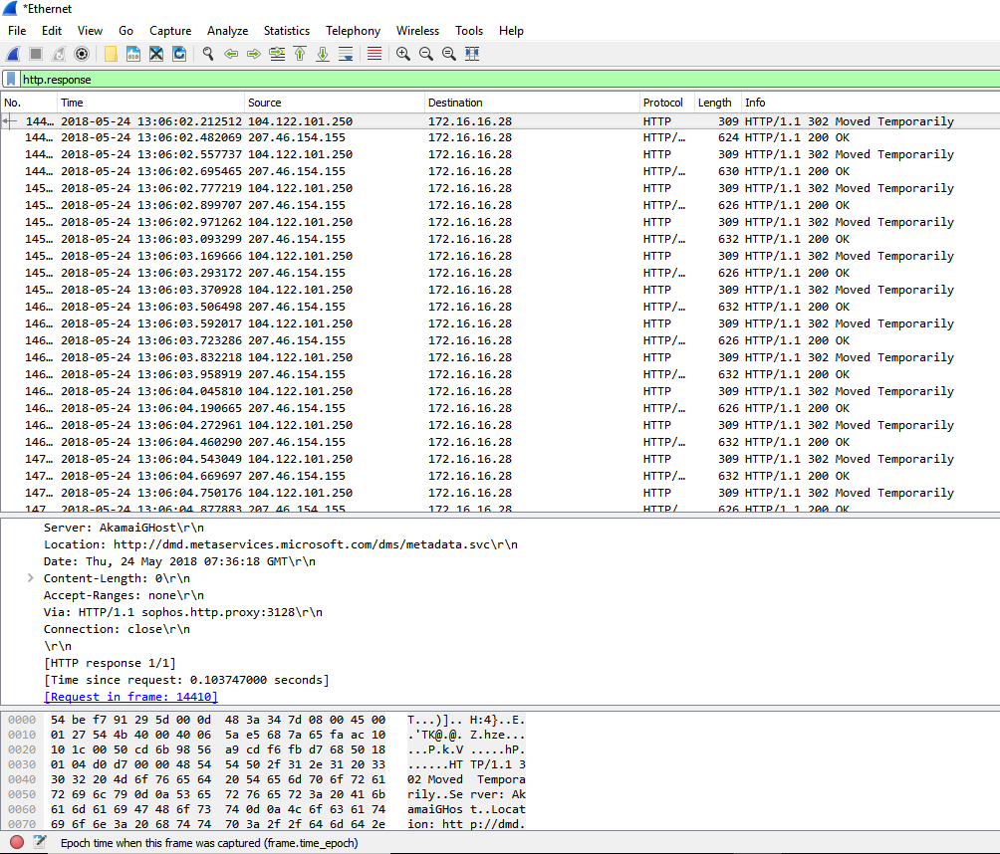 *Ethernet
File Edit View Go Capture Analyze Statistics Telephony Wireless Tools Help
http.response
No. Time Source Destination Protocol Length Info
144… 2018-05-24 13:06:02.212512 104.122.101.250 172.16.16.28 HTTP 309 HTTP/1.1 302 Moved Temporarily
144… 2018-05-24 13:06:02.482069 207.46.154.155 172.16.16.28 HTTP/… 624 HTTP/1.1 200 OK
144… 2018-05-24 13:06:02.557737 104.122.101.250 172.16.16.28 HTTP 309 HTTP/1.1 302 Moved Temporarily
144… 2018-05-24 13:06:02.695465 207.46.154.155 172.16.16.28 HTTP/… 630 HTTP/1.1 200 OK
145… 2018-05-24 13:06:02.777219 104.122.101.250 172.16.16.28 HTTP 309 HTTP/1.1 302 Moved Temporarily
145… 2018-05-24 13:06:02.899707 207.46.154.155 172.16.16.28 HTTP/… 626 HTTP/1.1 200 OK
145… 2018-05-24 13:06:02.971262 104.122.101.250 172.16.16.28 HTTP 309 HTTP/1.1 302 Moved Temporarily
145… 2018-05-24 13:06:03.093299 207.46.154.155 172.16.16.28 HTTP/… 632 HTTP/1.1 200 OK
145… 2018-05-24 13:06:03.169666 104.122.101.250 172.16.16.28 HTTP 309 HTTP/1.1 302 Moved Temporarily
145… 2018-05-24 13:06:03.293172 207.46.154.155 172.16.16.28 HTTP/… 626 HTTP/1.1 200 OK
145… 2018-05-24 13:06:03.370928 104.122.101.250 172.16.16.28 HTTP 309 HTTP/1.1 302 Moved Temporarily
146… 2018-05-24 13:06:03.506498 207.46.154.155 172.16.16.28 HTTP/… 632 HTTP/1.1 200 OK
146… 2018-05-24 13:06:03.592017 104.122.101.250 172.16.16.28 HTTP 309 HTTP/1.1 302 Moved Temporarily
146… 2018-05-24 13:06:03.723286 207.46.154.155 172.16.16.28 HTTP/… 626 HTTP/1.1 200 OK
146… 2018-05-24 13:06:03.832218 104.122.101.250 172.16.16.28 HTTP 309 HTTP/1.1 302 Moved Temporarily
146… 2018-05-24 13:06:03.958919 207.46.154.155 172.16.16.28 HTTP/… 632 HTTP/1.1 200 OK
146… 2018-05-24 13:06:04.045810 104.122.101.250 172.16.16.28 HTTP 309 HTTP/1.1 302 Moved Temporarily
146… 2018-05-24 13:06:04.190665 207.46.154.155 172.16.16.28 HTTP/… 626 HTTP/1.1 200 OK
146… 2018-05-24 13:06:04.272961 104.122.101.250 172.16.16.28 HTTP 309 HTTP/1.1 302 Moved Temporarily
146… 2018-05-24 13:06:04.460290 207.46.154.155 172.16.16.28 HTTP/… 632 HTTP/1.1 200 OK
147… 2018-05-24 13:06:04.543049 104.122.101.250 172.16.16.28 HTTP 309 HTTP/1.1 302 Moved Temporarily
147… 2018-05-24 13:06:04.669697 207.46.154.155 172.16.16.28 HTTP/… 632 HTTP/1.1 200 OK
147… 2018-05-24 13:06:04.750176 104.122.101.250 172.16.16.28 HTTP 309 HTTP/1.1 302 Moved Temporarily
147 2018-05-24 13:06:04.877883 207.46.154.155 172.16.16.28 HTTP/ 626 HTTP/1.1 200 OK
Server: AkamaiGHost\r\n
Location: http://dmd.metaservices.microsoft.com/dms/metadata.svc\r\n
Date: Thu, 24 May 2018 07:36:18 GMT\r\n
Content-Length: 0\r\n
Accept-Ranges: none\r\n
Via: HTTP/1.1 sophos.http.proxy:3128\r\n
Connection: close\r\n
\r\n
[HTTP response 1/1]
[Time since request: 0.103747000 seconds]
[Request in frame: 14410]
0000 54 be f7 91 29 5d 00 0d 48 3a 34 7d 08 00 45 00 T...)].. H:4}..E.
0010 01 27 54 4b 40 00 40 06 5a e5 68 7a 65 fa ac 10 .'TK@.@. Z.hze...
0020 10 1c 00 50 cd 6b 98 56 a9 cd f6 fb d7 68 50 18 ...P.k.V .....hP.
0030 01 04 d0 d7 00 00 48 54 54 50 2f 31 2e 31 20 33 ......HT TP/1.1 3
0040 30 32 20 4d 6f 76 65 64 20 54 65 6d 70 6f 72 61 02 Moved Tempora
0050 72 69 6c 79 0d 0a 53 65 72 76 65 72 3a 20 41 6b rily..Se rver: Ak
0060 61 6d 61 69 47 48 6f 73 74 0d 0a 4c 6f 63 61 74 amaiGHos t..Locat
0070 69 6f 6e 3a 20 68 74 74 70 3a 2f 2f 64 6d 64 2e ion: htt p://dmd.
Epoch time when this frame was captured (frame.time_epoch)